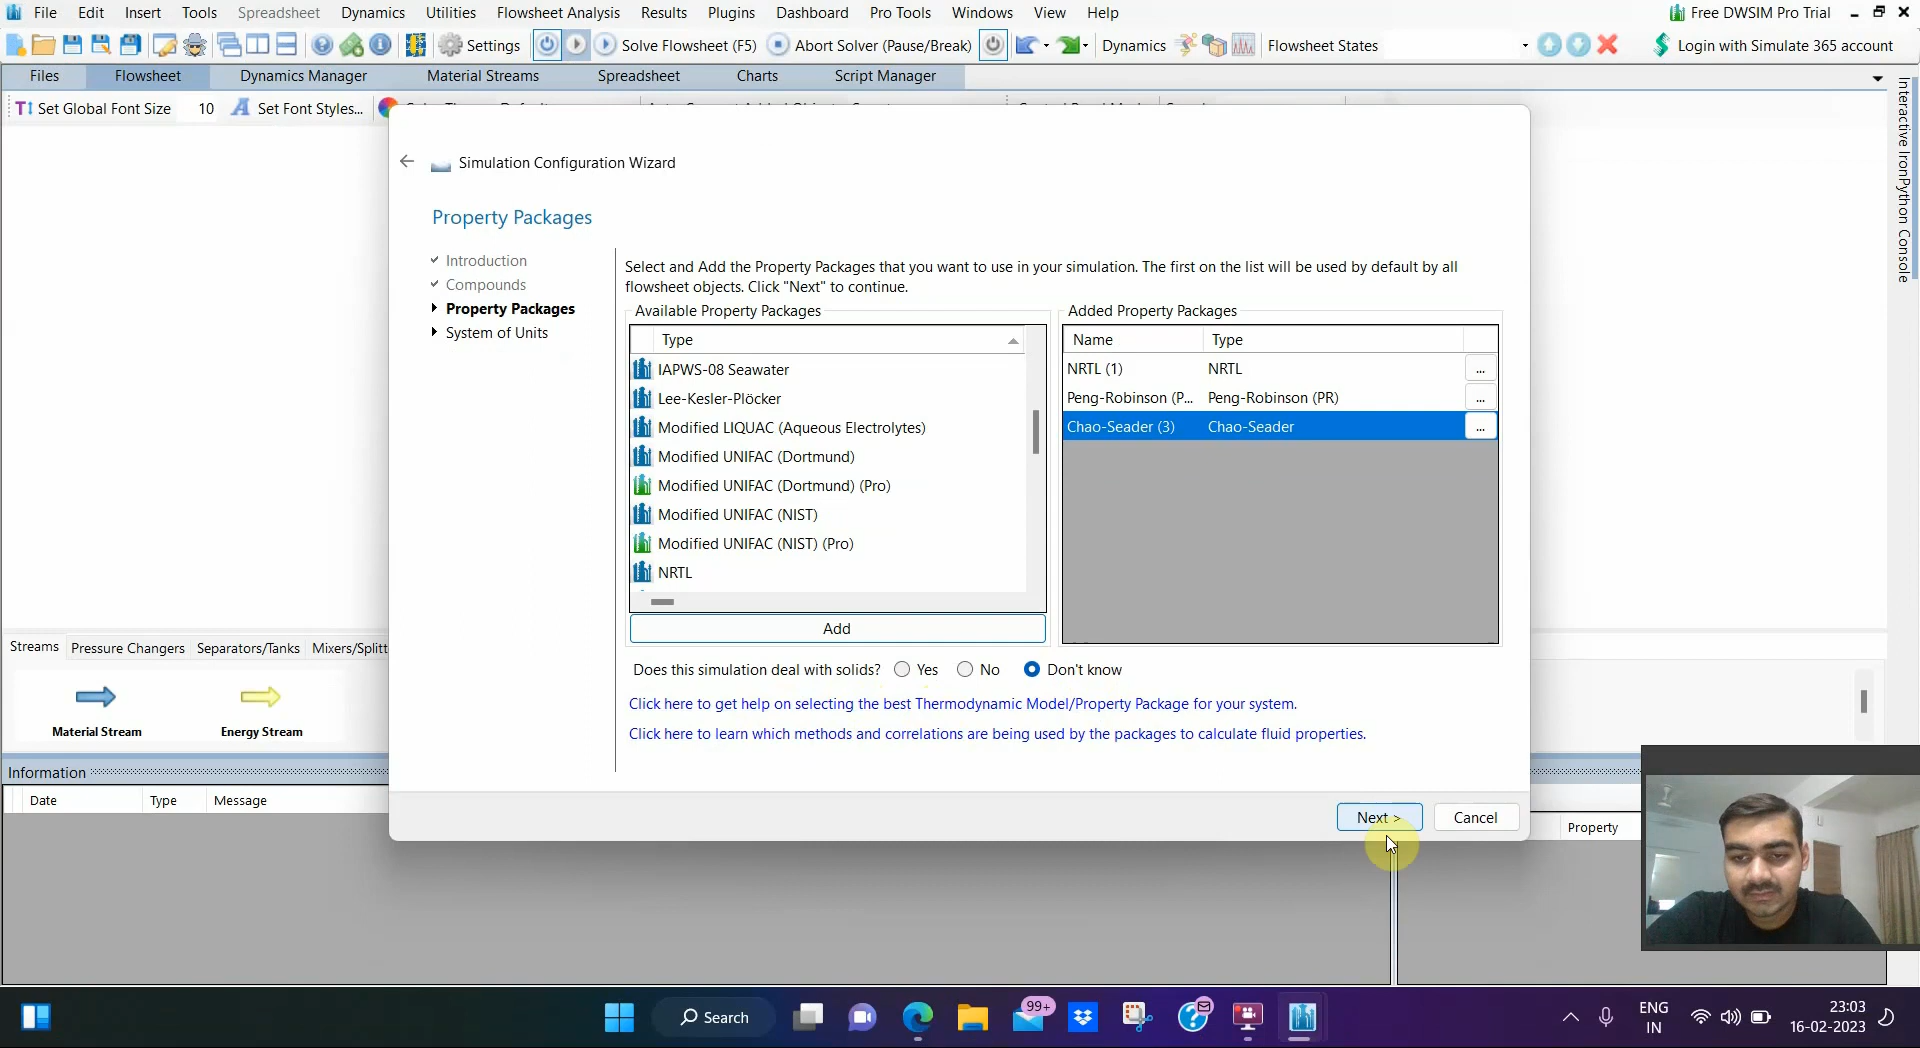 File Edit Insert Tools Spreadsheet Dynamics Utilities Flowsheet Analysis Results Plugins Dashboard Pro Tools Windows View Help Free DWSIM Pro Trial
Settings Solve Flowsheet (F5) Abort Solver (Pause/Break) Dynamics Flowsheet States Login with Simulate 365 account
Files Flowsheet Dynamics Manager Material Streams Spreadsheet Charts Script Manager
Set Global Font Size 10 Set Font Styles...
Interactive IronPython Console
Simulation Configuration Wizard
Property Packages
Introduction
Compounds
Property Packages
System of Units
Select and Add the Property Packages that you want to use in your simulation. The first on the list will be used by default by all
flowsheet objects. Click "Next" to continue.
Available Property Packages
Type
IAPWS-08 Seawater
Lee-Kesler-Plöcker
Modified LIQUAC (Aqueous Electrolytes)
Modified UNIFAC (Dortmund)
Modified UNIFAC (Dortmund) (Pro)
Modified UNIFAC (NIST)
Modified UNIFAC (NIST) (Pro)
NRTL
Add
Added Property Packages
Name Type
NRTL (1) NRTL ...
Peng-Robinson (P... Peng-Robinson (PR) ...
Chao-Seader (3) Chao-Seader ...
Does this simulation deal with solids? Yes No Don't know
Click here to get help on selecting the best Thermodynamic Model/Property Package for your system.
Click here to learn which methods and correlations are being used by the packages to calculate fluid properties.
Next > Cancel
Streams Pressure Changers Separators/Tanks Mixers/Splitt
Material Stream Energy Stream
Information
Date Type Message
Property
Search
99+
ENG
IN
23:03
16-02-2023